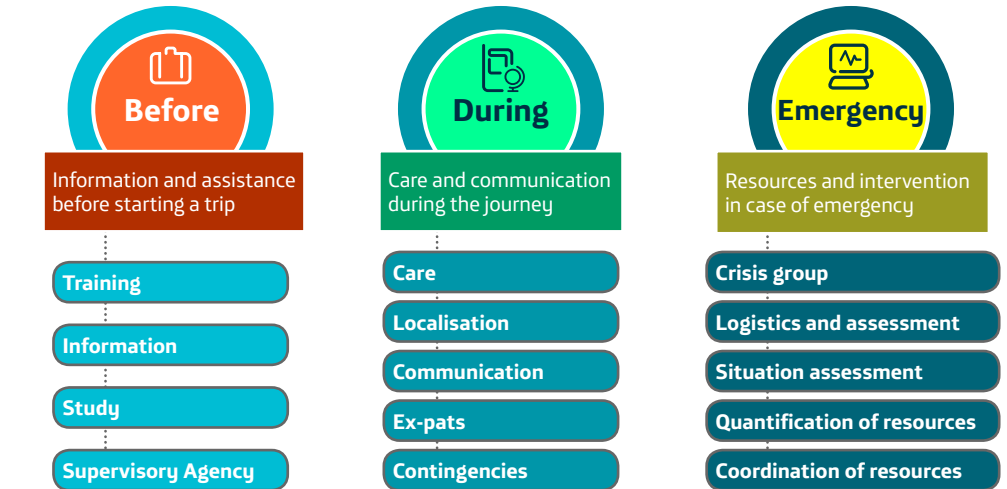 Before
Information and assistance
before starting a trip
Training
Information
Study
Supervisory Agency
During
Care and communication
during the journey
Care
Localisation
Communication
Ex-pats
Contingencies
Emergency
Resources and intervention
in case of emergency
Crisis group
Logistics and assessment
Situation assessment
Quantification of resources
Coordination of resources